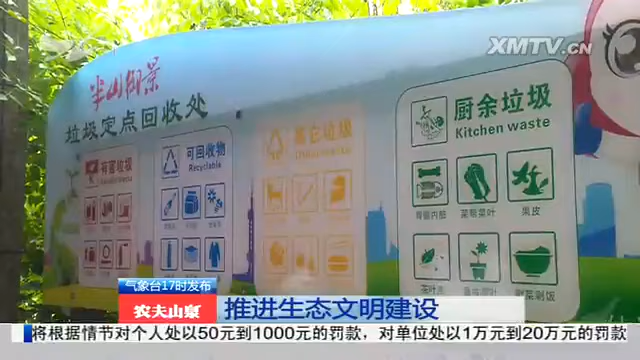 XMTV.CN
半山御景
垃圾定点回收处
有害垃圾
可回收物
Recyclable
其它垃圾
厨余垃圾
Kitchen waste
骨骼内脏
菜梗菜叶
果皮
茶叶渣
剩菜剩饭
气象台17时发布
农夫山泉
推进生态文明建设
将根据情节对个人处以50元到1000元的罚款，对单位处以1万元到20万元的罚款